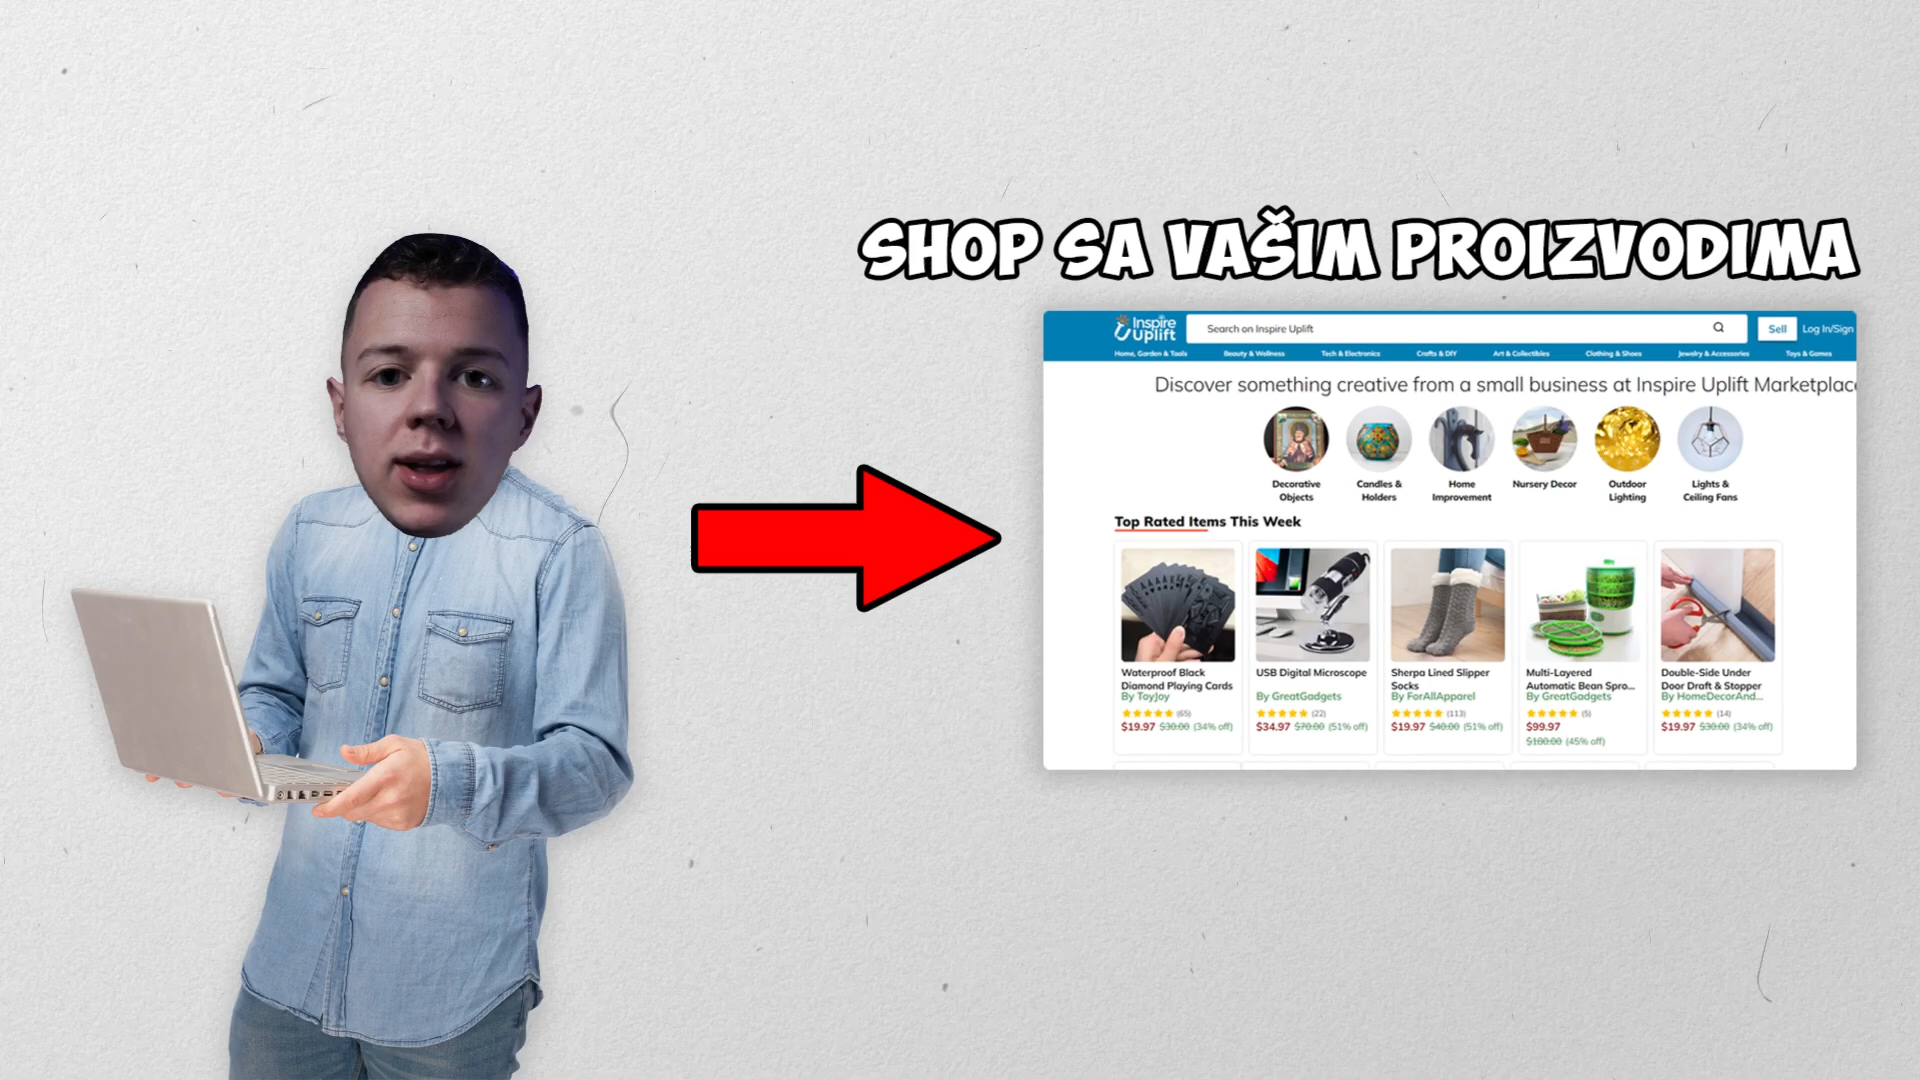 SHOP SA VAŠIM PROIZVODIMA
Inspire Uplift
Search on Inspire Uplift
Sell
Log In/Sign
Home, Garden & Tools
Beauty & Wellness
Tech & Electronics
Crafts & DIY
Art & Collectibles
Clothing & Shoes
Jewelry & Accessories
Toys & Games
Discover something creative from a small business at Inspire Uplift Marketplac
Decorative
Objects
Candles &
Holders
Home
Improvement
Nursery Decor
Outdoor
Lighting
Lights &
Ceiling Fans
Top Rated Items This Week
Waterproof Black
Diamond Playing Cards
By ToyJoy
(65)
$19.97 $30.00 (34% off)
USB Digital Microscope
By GreatGadgets
(22)
$34.97 $70.00 (51% off)
Sherpa Lined Slipper
Socks
By ForAllApparel
(113)
$19.97 $40.00 (51% off)
Multi-Layered
Automatic Bean Spro...
By GreatGadgets
(5)
$99.97
$180.00 (45% off)
Double-Side Under
Door Draft & Stopper
By HomeDecorAnd...
(14)
$19.97 $30.00 (34% off)